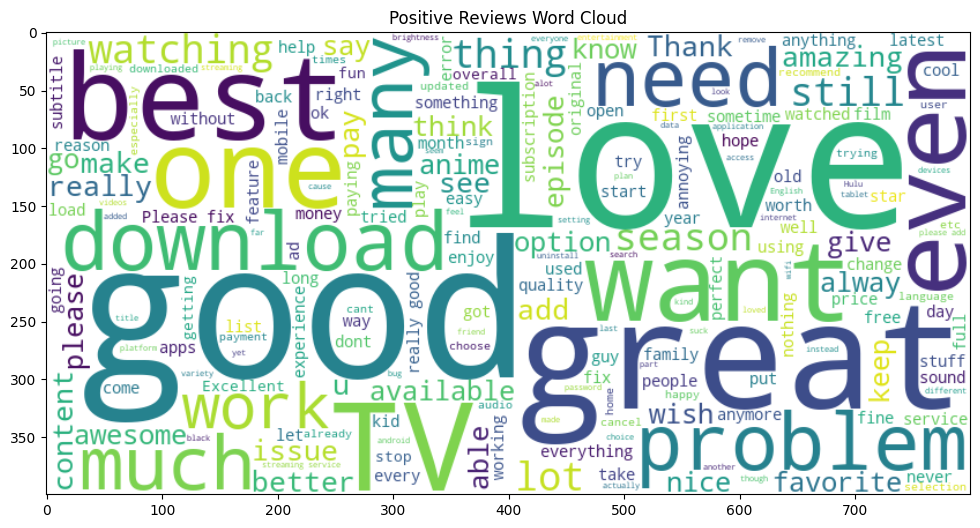 Positive Reviews Word Cloud
0
50
100
150
200
250
300
350
0
100
200
300
400
500
600
700
picture
watching
help
say
brightness
everyone
entertainment
Thank
remove
anything
latest
playing
downloaded
streaming
times
many
error
thing
know
need
amazing
even
cool
subtitle
best
especially
fun
overall
updated
alot
love
original
look
recommend
still
back
right
something
subscription
open
first
sometime
watched
film
user
without
mobile
ok
pay
think
month
sign
episode
data
application
hope
trying
reason
go
make
one
anime
seem
try
annoying
access
old
English
Hulu
devices
really
feature
cause
paying
see
easy
start
plan
worth
star
tablet
load
videos
added
Please fix
money
tried
play
feel
setting
year
internet
well
etc
download
far
ad
find
option
season
using
give
please add
going
please
long
enjoy
used
uninstall
search
want
wifi
change
language
getting
experience
cant
really good
quality
kind
perfect
loved
nothing
alway
price
good
title
list
payment
way
got
add
suck
free
day
full
platform
apps
yet
dont
friend
choose
great
last
guy
family
part
instead
keep
stuff
content
come
variety
Excellent
u
bug
available
fix
people
put
sound
different
work
TV
password
home
happy
awesome
black
let
already
kid
audio
made
cancel
wish
anymore
fine
service
much
issue
stop
android
able
working
everything
choice
problem
never
better
streaming service
every
lot
actually
take
another
nice
though
favorite
selection